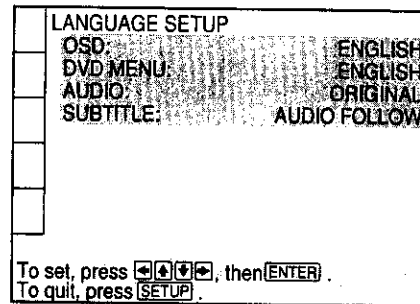 LANGUAGE SETUP
OSD: ENGLISH
DVD MENU: ENGLISH
AUDIO: ORIGINAL
SUBTITLE: AUDIO FOLLOW
To set, press ←↑↓→, then ENTER .
To quit, press SETUP .